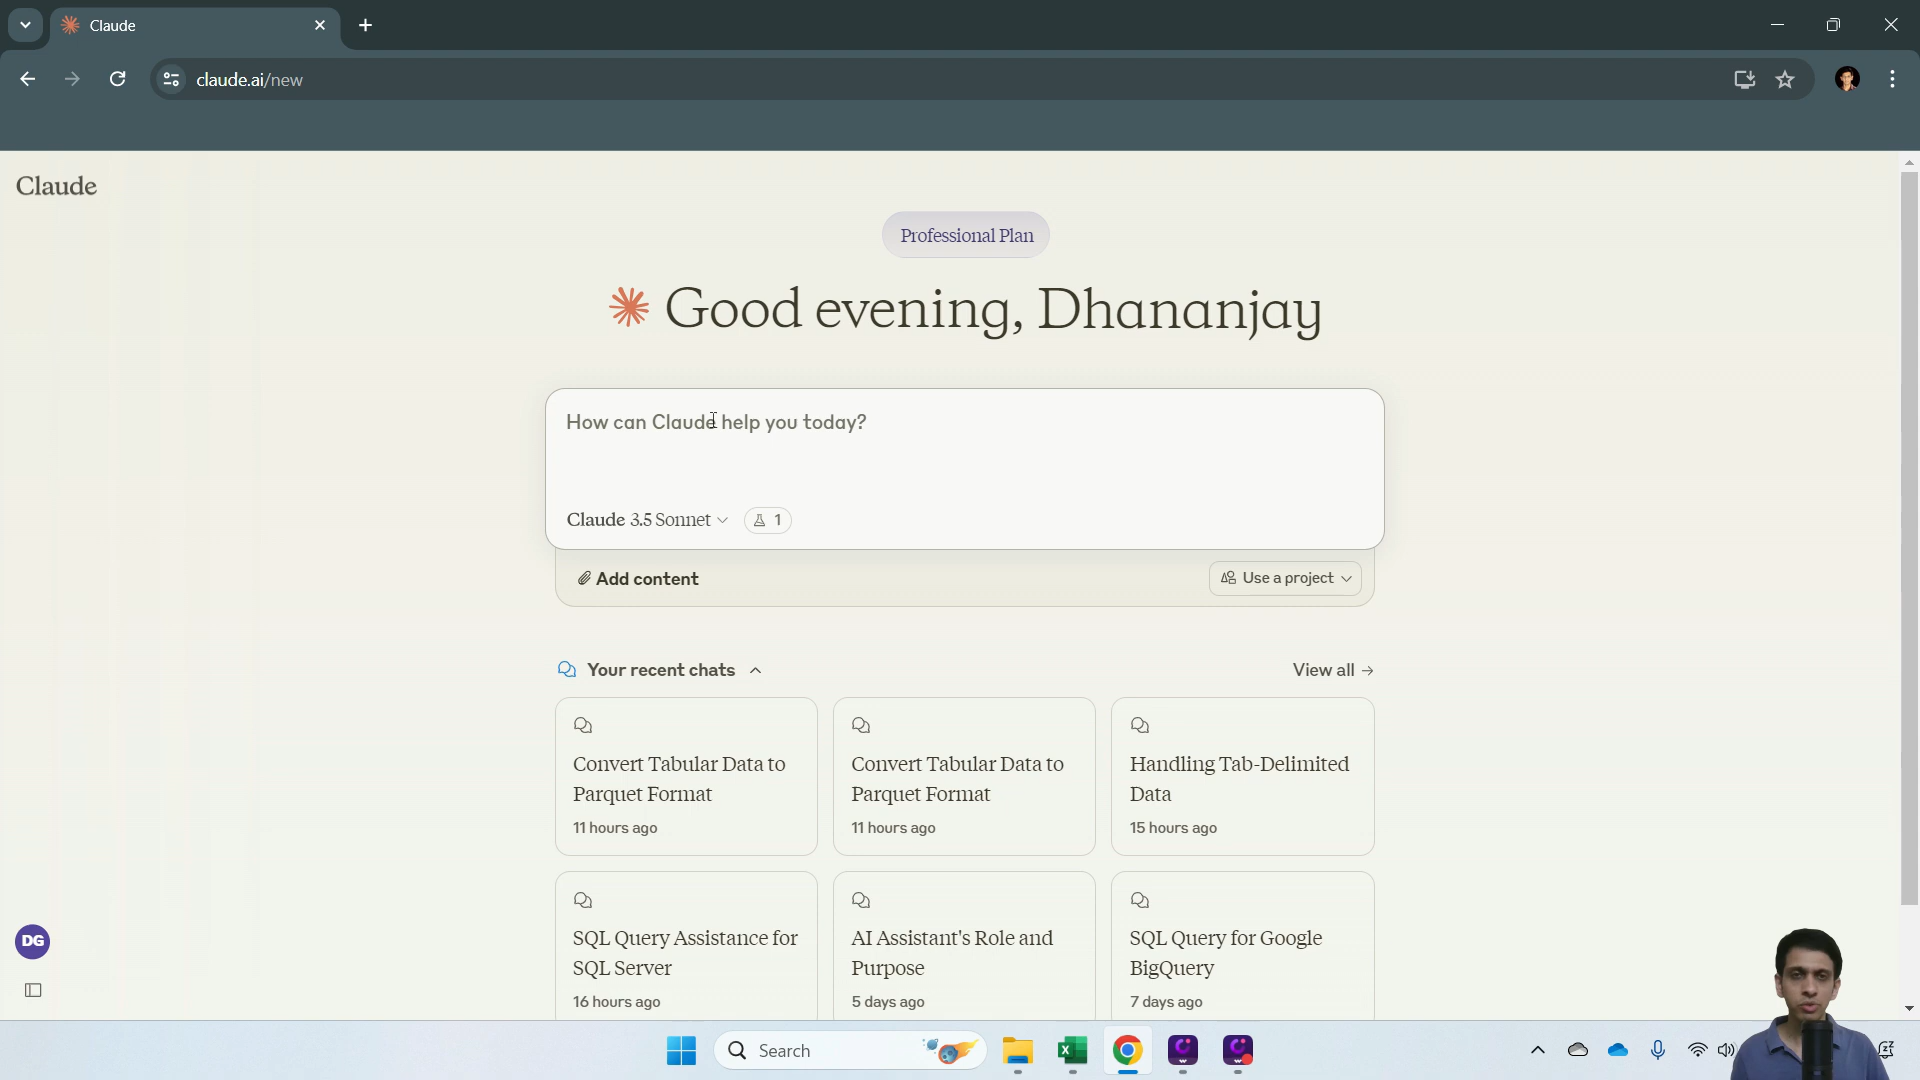 Claude
claude.ai/new
Claude
Professional Plan
Good evening, Dhananjay
How can Claude help you today?
Claude 3.5 Sonnet
1
Add content
Use a project
Your recent chats
View all →
Convert Tabular Data to
Parquet Format
11 hours ago
Convert Tabular Data to
Parquet Format
11 hours ago
Handling Tab-Delimited
Data
15 hours ago
SQL Query Assistance for
SQL Server
16 hours ago
AI Assistant's Role and
Purpose
5 days ago
SQL Query for Google
BigQuery
7 days ago
DG
Search